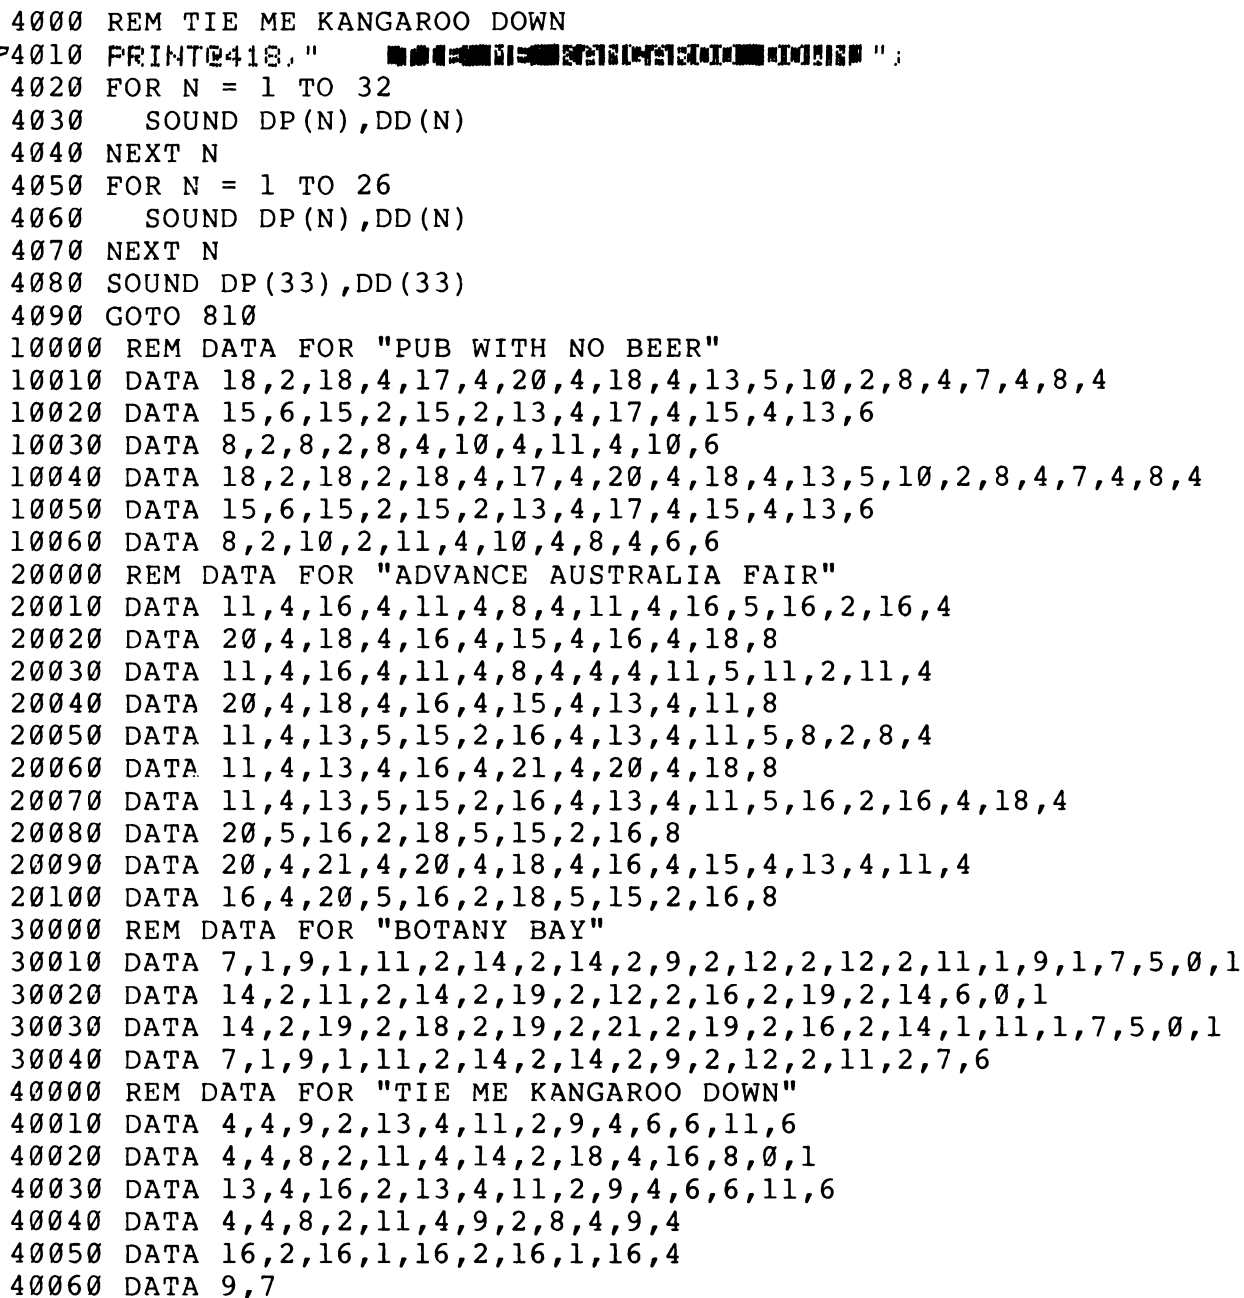 4000 REM TIE ME KANGAROO DOWN
4010 PRINT@418,"    ";
4020 FOR N = 1 TO 32
4030   SOUND DP(N),DD(N)
4040 NEXT N
4050 FOR N = 1 TO 26
4060   SOUND DP(N),DD(N)
4070 NEXT N
4080 SOUND DP(33),DD(33)
4090 GOTO 810
10000 REM DATA FOR "PUB WITH NO BEER"
10010 DATA 18,2,18,4,17,4,20,4,18,4,13,5,10,2,8,4,7,4,8,4
10020 DATA 15,6,15,2,15,2,13,4,17,4,15,4,13,6
10030 DATA 8,2,8,2,8,4,10,4,11,4,10,6
10040 DATA 18,2,18,2,18,4,17,4,20,4,18,4,13,5,10,2,8,4,7,4,8,4
10050 DATA 15,6,15,2,15,2,13,4,17,4,15,4,13,6
10060 DATA 8,2,10,2,11,4,10,4,8,4,6,6
20000 REM DATA FOR "ADVANCE AUSTRALIA FAIR"
20010 DATA 11,4,16,4,11,4,8,4,11,4,16,5,16,2,16,4
20020 DATA 20,4,18,4,16,4,15,4,16,4,18,8
20030 DATA 11,4,16,4,11,4,8,4,4,4,11,5,11,2,11,4
20040 DATA 20,4,18,4,16,4,15,4,13,4,11,8
20050 DATA 11,4,13,5,15,2,16,4,13,4,11,5,8,2,8,4
20060 DATA 11,4,13,4,16,4,21,4,20,4,18,8
20070 DATA 11,4,13,5,15,2,16,4,13,4,11,5,16,2,16,4,18,4
20080 DATA 20,5,16,2,18,5,15,2,16,8
20090 DATA 20,4,21,4,20,4,18,4,16,4,15,4,13,4,11,4
20100 DATA 16,4,20,5,16,2,18,5,15,2,16,8
30000 REM DATA FOR "BOTANY BAY"
30010 DATA 7,1,9,1,11,2,14,2,14,2,9,2,12,2,12,2,11,1,9,1,7,5,0,1
30020 DATA 14,2,11,2,14,2,19,2,12,2,16,2,19,2,14,6,0,1
30030 DATA 14,2,19,2,18,2,19,2,21,2,19,2,16,2,14,1,11,1,7,5,0,1
30040 DATA 7,1,9,1,11,2,14,2,14,2,9,2,12,2,11,2,7,6
40000 REM DATA FOR "TIE ME KANGAROO DOWN"
40010 DATA 4,4,9,2,13,4,11,2,9,4,6,6,11,6
40020 DATA 4,4,8,2,11,4,14,2,18,4,16,8,0,1
40030 DATA 13,4,16,2,13,4,11,2,9,4,6,6,11,6
40040 DATA 4,4,8,2,11,4,9,2,8,4,9,4
40050 DATA 16,2,16,1,16,2,16,1,16,4
40060 DATA 9,7